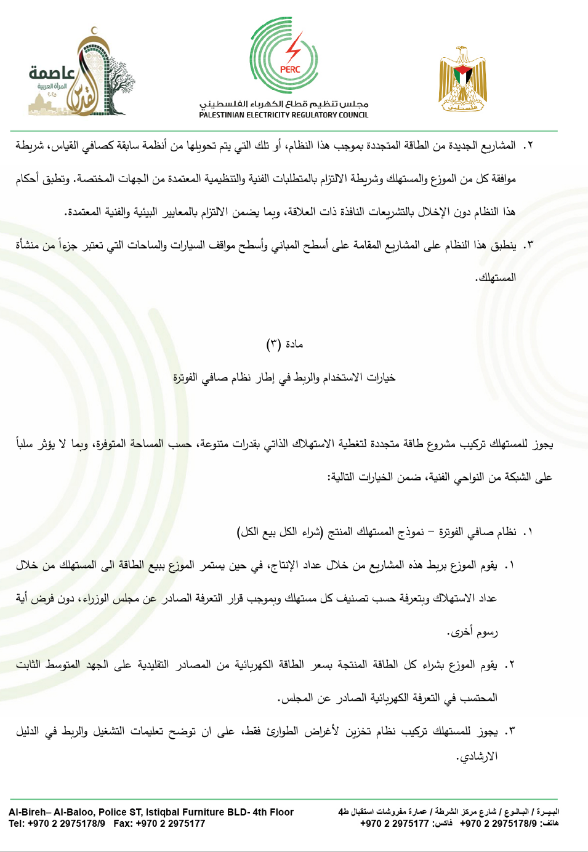 عاصمة
المرأة العربية
القدس
PERC
مجلس تنظيم قطاع الكهرباء الفلسطيني
PALESTINIAN ELECTRICITY REGULATORY COUNCIL
فلسطين
٢. المشاريع الجديدة من الطاقة المتجددة بموجب هذا النظام، أو تلك التي يتم تحويلها من أنظمة سابقة كصافي القياس، شريطة
موافقة كل من الموزع والمستهلك وشريطة الالتزام بالمتطلبات الفنية والتنظيمية المعتمدة من الجهات المختصة. وتطبق أحكام
هذا النظام دون الإخلال بالتشريعات النافذة ذات العلاقة، وبما يضمن الالتزام بالمعايير البيئية والفنية المعتمدة.
٣. ينطبق هذا النظام على المشاريع المقامة على أسطح المباني وأسطح مواقف السيارات والساحات التي تعتبر جزءاً من منشأة
المستهلك.
مادة (٣)
خيارات الاستخدام والربط في إطار نظام صافي الفوترة
يجوز للمستهلك تركيب مشروع طاقة متجددة لتغطية الاستهلاك الذاتي بقدرات متنوعة، حسب المساحة المتوفرة، وبما لا يؤثر سلباً
على الشبكة من النواحي الفنية، ضمن الخيارات التالية:
١. نظام صافي الفوترة – نموذج المستهلك المنتج (شراء الكل بيع الكل)
١. يقوم الموزع بربط هذه المشاريع من خلال عداد الإنتاج، في حين يستمر الموزع ببيع الطاقة الى المستهلك من خلال
عداد الاستهلاك وبتعرفة حسب تصنيف كل مستهلك وبموجب قرار التعرفة الصادر عن مجلس الوزراء، دون فرض أية
رسوم أخرى.
٢. يقوم الموزع بشراء كل الطاقة المنتجة بسعر الطاقة الكهربائية من المصادر التقليدية على الجهد المتوسط الثابت
المحتسب في التعرفة الكهربائية الصادر عن المجلس.
٣. يجوز للمستهلك تركيب نظام تخزين لأغراض الطوارئ فقط، على ان توضح تعليمات التشغيل والربط في الدليل
الارشادي.
البيـرة / البـالـوع / شارع مركز الشرطة / عمارة مفروشات استقبال ط4
هاتف: 9/2975178 2 970+ فاكس: 2975177 2 970+
Al-Bireh– Al-Baloo, Police ST, Istiqbal Furniture BLD- 4th Floor
Tel: +970 2 2975178/9 Fax: +970 2 2975177